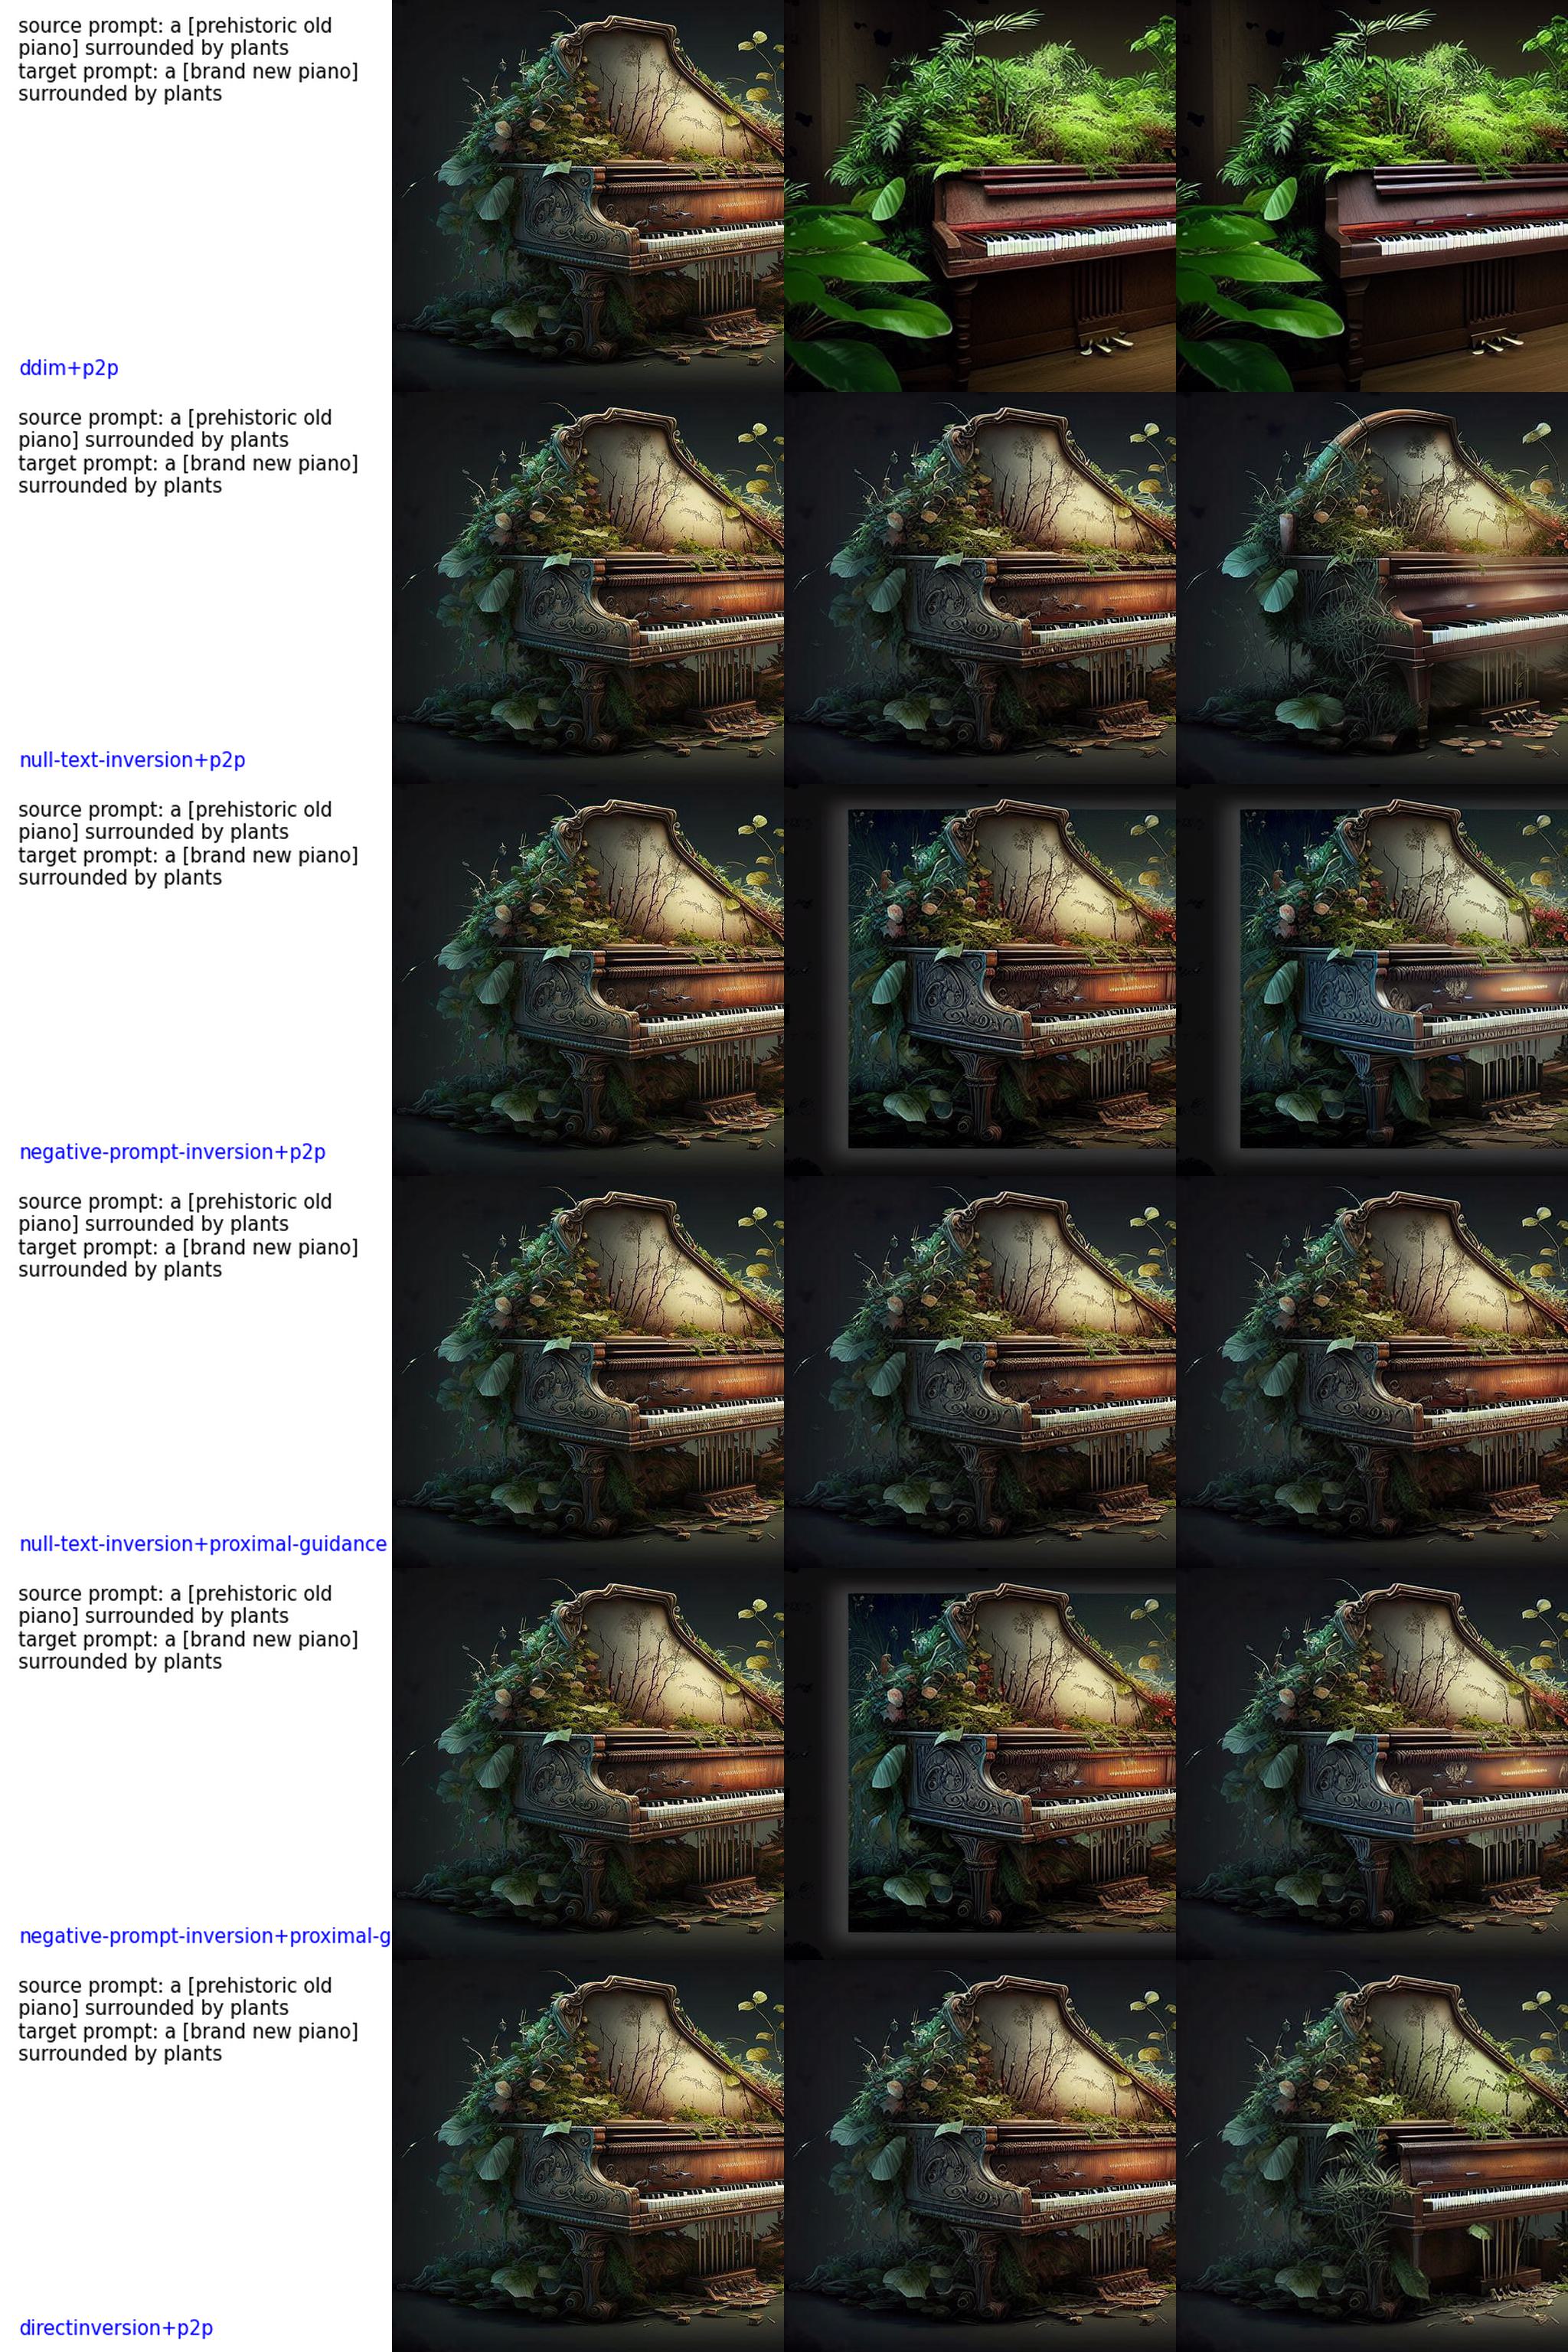 source prompt: a [prehistoric old
piano] surrounded by plants
target prompt: a [brand new piano]
surrounded by plants
ddim+p2p
source prompt: a [prehistoric old
piano] surrounded by plants
target prompt: a [brand new piano]
surrounded by plants
null-text-inversion+p2p
source prompt: a [prehistoric old
piano] surrounded by plants
target prompt: a [brand new piano]
surrounded by plants
negative-prompt-inversion+p2p
source prompt: a [prehistoric old
piano] surrounded by plants
target prompt: a [brand new piano]
surrounded by plants
null-text-inversion+proximal-guidance
source prompt: a [prehistoric old
piano] surrounded by plants
target prompt: a [brand new piano]
surrounded by plants
negative-prompt-inversion+proximal-g
source prompt: a [prehistoric old
piano] surrounded by plants
target prompt: a [brand new piano]
surrounded by plants
directinversion+p2p